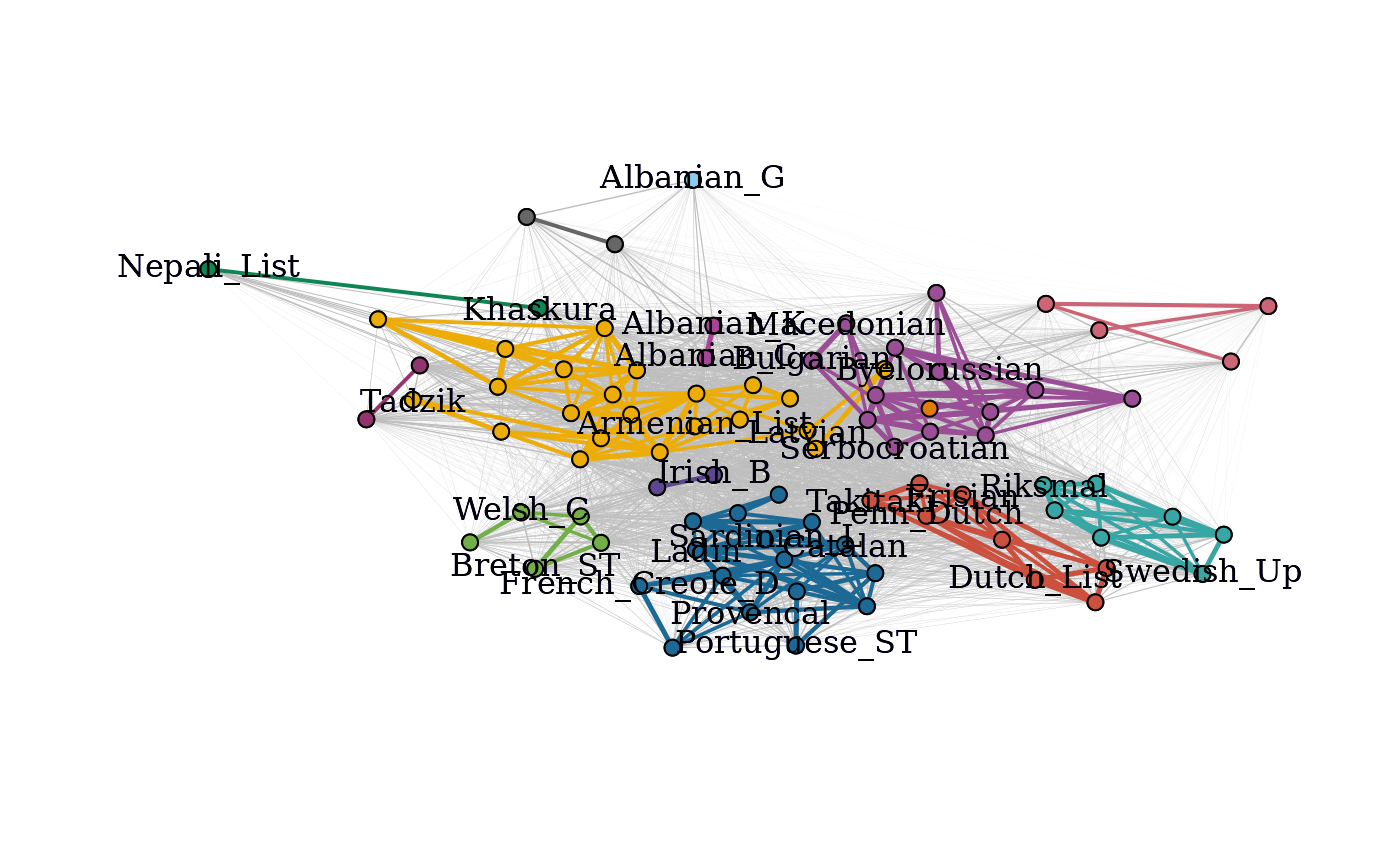 Albanian_G
Nepali_List
Khaskura
Albanian_K
Macedonian
Albanian_C
Bulgarian
Byelorussian
Tadzik
Armenian_List
Latvian
Serbocroatian
Irish_B
Riksmal
Takitaki
Frisian
Welsh_C
Penn_Dutch
Sardinian_L
Ladin
Catalan
Breton_ST
French_Creole_D
Dutch_List
Swedish_Up
Provencal
Portuguese_ST